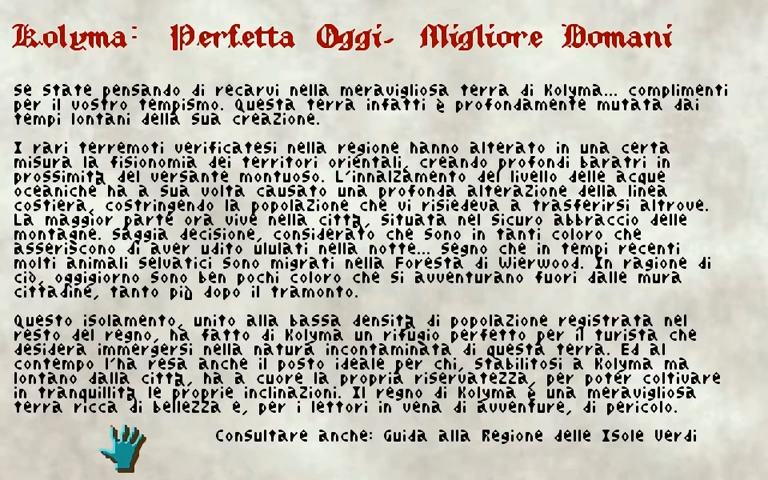 Kolyma: Perfetta Oggi- Migliore Domani
Se state pensando di recarvi nella meravigliosa terra di Kolyma... complimenti
per il vostro tempismo. Questa terra infatti è profondamente mutata dai
tempi lontani della sua creazione.
I rari terremoti verificatesi nella regione hanno alterato in una certa
misura la fisionomia dei territori orientali, creando profondi baratri in
prossimità del versante montuoso. L'innalzamento del livello delle acque
oceaniche ha a sua volta causato una profonda alterazione della linea
costiera, costringendo la popolazione che vi risiedeva a trasferirsi altrove.
La maggior parte ora vive nella città, situata nel sicuro abbraccio delle
montagne. Saggia decisione, considerato che sono in tanti coloro che
asseriscono di aver udito ululati nella notte... segno che in tempi recenti
molti animali selvatici sono migrati nella Foresta di Wierwood. In ragione di
ciò, oggigiorno sono ben pochi coloro che si avventurano fuori dalle mura
cittadine, tanto più dopo il tramonto.
Questo isolamento, unito alla bassa densità di popolazione registrata nel
resto del regno, ha fatto di Kolyma un rifugio perfetto per il turista che
desidera immergersi nella natura incontaminata di questa terra. Ed al
contempo l'ha resa anche il posto ideale per chi, stabilitosi a Kolyma ma
lontano dalla città, ha a cuore la propria riservatezza, per poter coltivare
in tranquillità le proprie inclinazioni. Il regno di Kolyma è una meravigliosa
terra ricca di bellezza e, per i lettori in vena di avventure, di pericolo.
Consultare anche: Guida alla Regione delle Isole Verdi